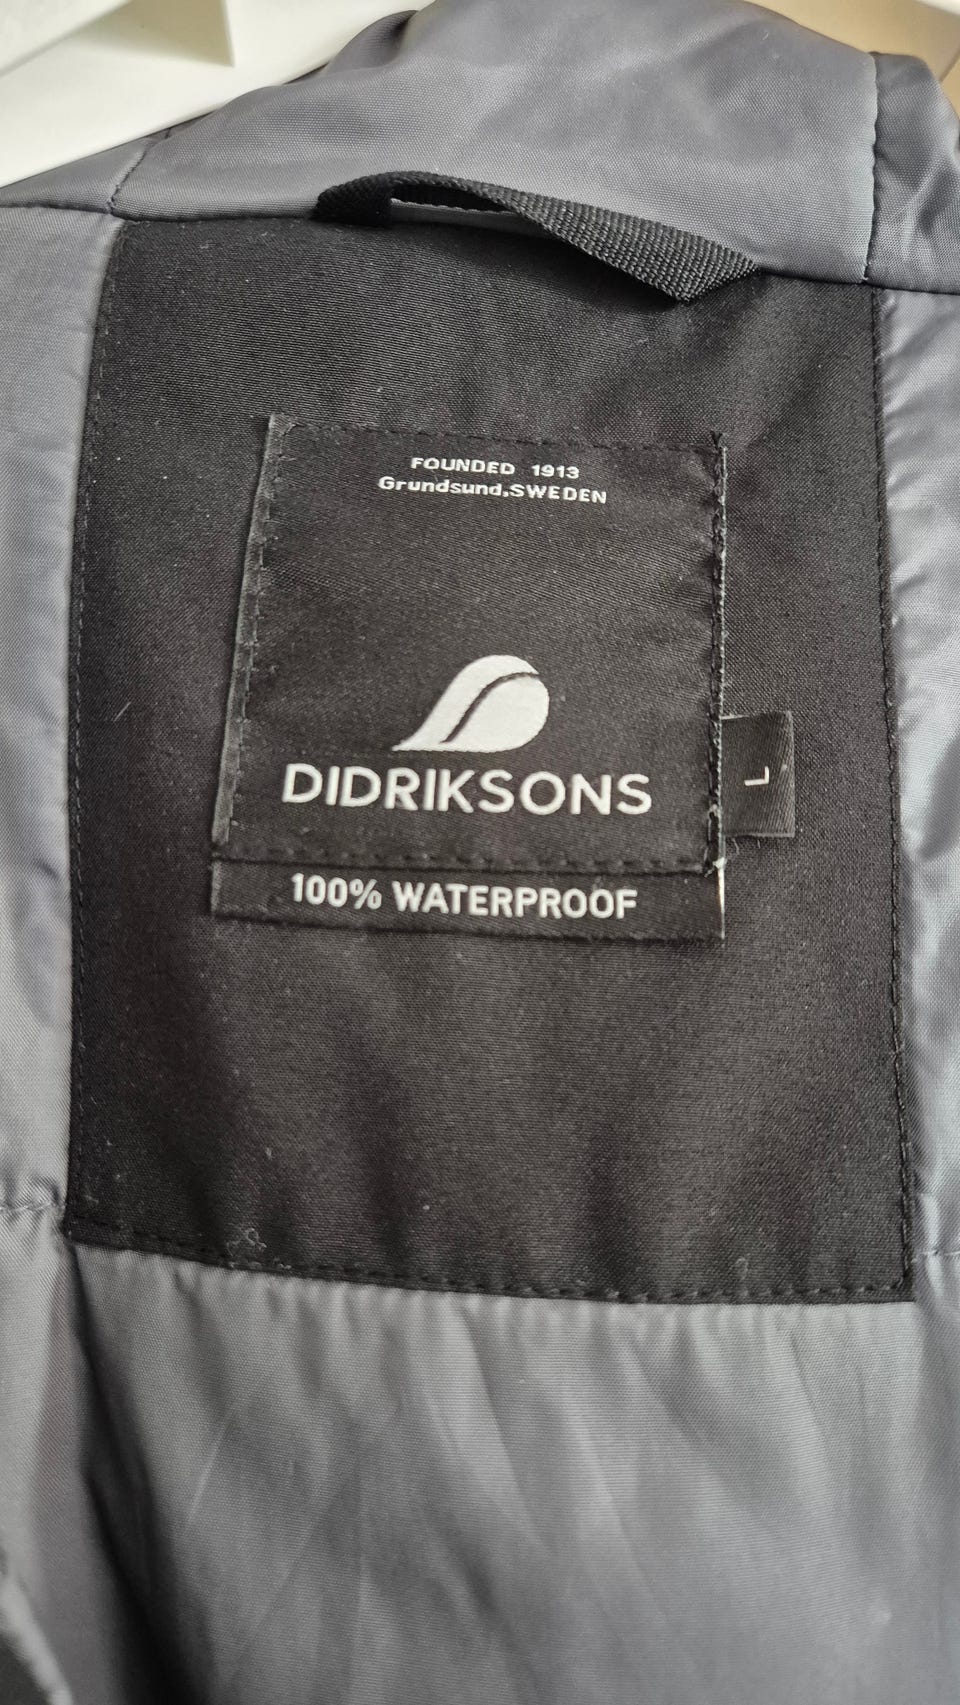 FOUNDED 1913
Grundsund,SWEDEN
DIDRIKSONS
L
100% WATERPROOF